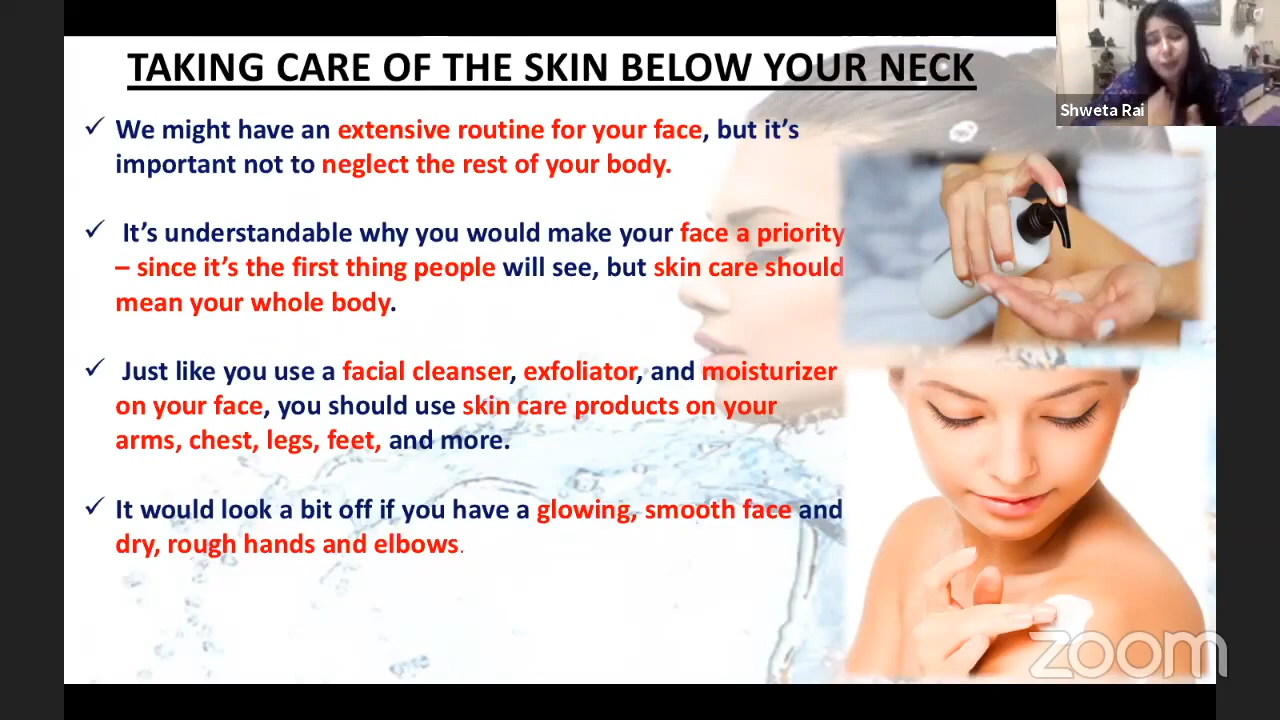 TAKING CARE OF THE SKIN BELOW YOUR NECK
Shweta Rai
✓ We might have an extensive routine for your face, but it's
important not to neglect the rest of your body.
✓ It's understandable why you would make your face a priority
– since it's the first thing people will see, but skin care should
mean your whole body.
✓ Just like you use a facial cleanser, exfoliator, and moisturizer
on your face, you should use skin care products on your
arms, chest, legs, feet, and more.
✓ It would look a bit off if you have a glowing, smooth face and
dry, rough hands and elbows.
zoom